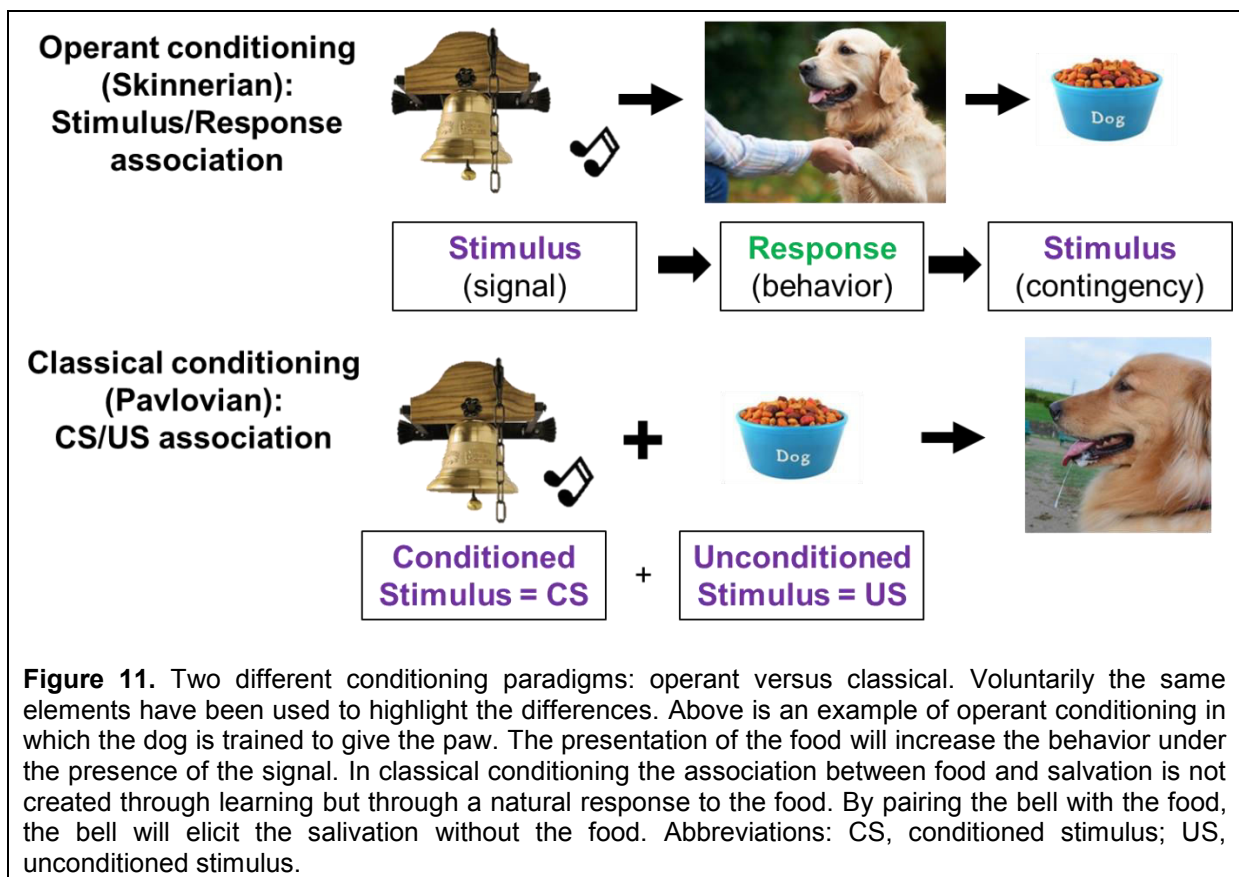 Operant conditioning
(Skinnerian):
Stimulus/Response
association
Dog
Stimulus
(signal)
Response
(behavior)
Stimulus
(contingency)
Classical conditioning
(Pavlovian):
CS/US association
+
Dog
Conditioned
Stimulus = CS
+
Unconditioned
Stimulus = US
Figure 11. Two different conditioning paradigms: operant versus classical. Voluntarily the same
elements have been used to highlight the differences. Above is an example of operant conditioning in
which the dog is trained to give the paw. The presentation of the food will increase the behavior under
the presence of the signal. In classical conditioning the association between food and salvation is not
created through learning but through a natural response to the food. By pairing the bell with the food,
the bell will elicit the salivation without the food. Abbreviations: CS, conditioned stimulus; US,
unconditioned stimulus.